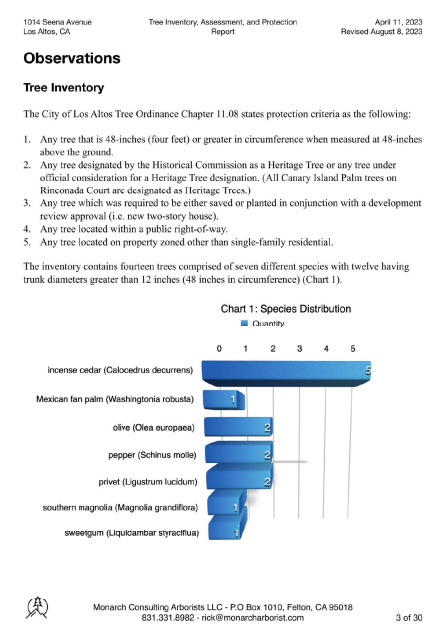 1014 Seena Avenue
Los Altos, CA
Tree Inventory, Assessment, and Protection
Report
April 11, 2023
Revised August 8, 2023
Observations
Tree Inventory
The City of Los Altos Tree Ordinance Chapter 11.08 states protection criteria as the following:
1. Any tree that is 48-inches (four feet) or greater in circumference when measured at 48-inches
above the ground.
2. Any tree designated by the Historical Commission as a Heritage Tree or any tree under
official consideration for a Heritage Tree designation. (All Canary Island Palm trees on
Rinconada Court are designated as Heritage Trees.)
3. Any tree which was required to be either saved or planted in conjunction with a development
review approval (i.e. new two-story house).
4. Any tree located within a public right-of-way.
5. Any tree located on property zoned other than single-family residential.
The inventory contains fourteen trees comprised of seven different species with twelve having
trunk diameters greater than 12 inches (48 inches in circumference) (Chart 1).
Chart 1: Species Distribution
Quantity
0 1 2 3 4 5
incense cedar (Calocedrus decurrens) 5
Mexican fan palm (Washingtonia robusta) 1
olive (Olea europaea) 2
pepper (Schinus molle) 2
privet (Ligustrum lucidum) 2
southern magnolia (Magnolia grandiflora) 1
sweetgum (Liquidambar styraciflua) 1
Monarch Consulting Arborists LLC - P.O Box 1010, Felton, CA 95018
831.331.8982 - rick@monarcharborist.com
3 of 30